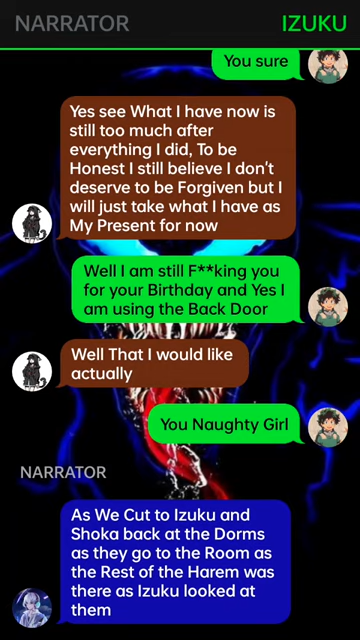 NARRATOR IZUKU
You sure
Yes see What I have now is
still too much after
everything I did, To be
Honest I still believe I don't
deserve to be Forgiven but I
will just take what I have as
My Present for now
Well I am still F**king you
for your Birthday and Yes I
am using the Back Door
Well That I would like
actually
You Naughty Girl
NARRATOR
As We Cut to Izuku and
Shoka back at the Dorms
as they go to the Room as
the Rest of the Harem was
there as Izuku looked at
them